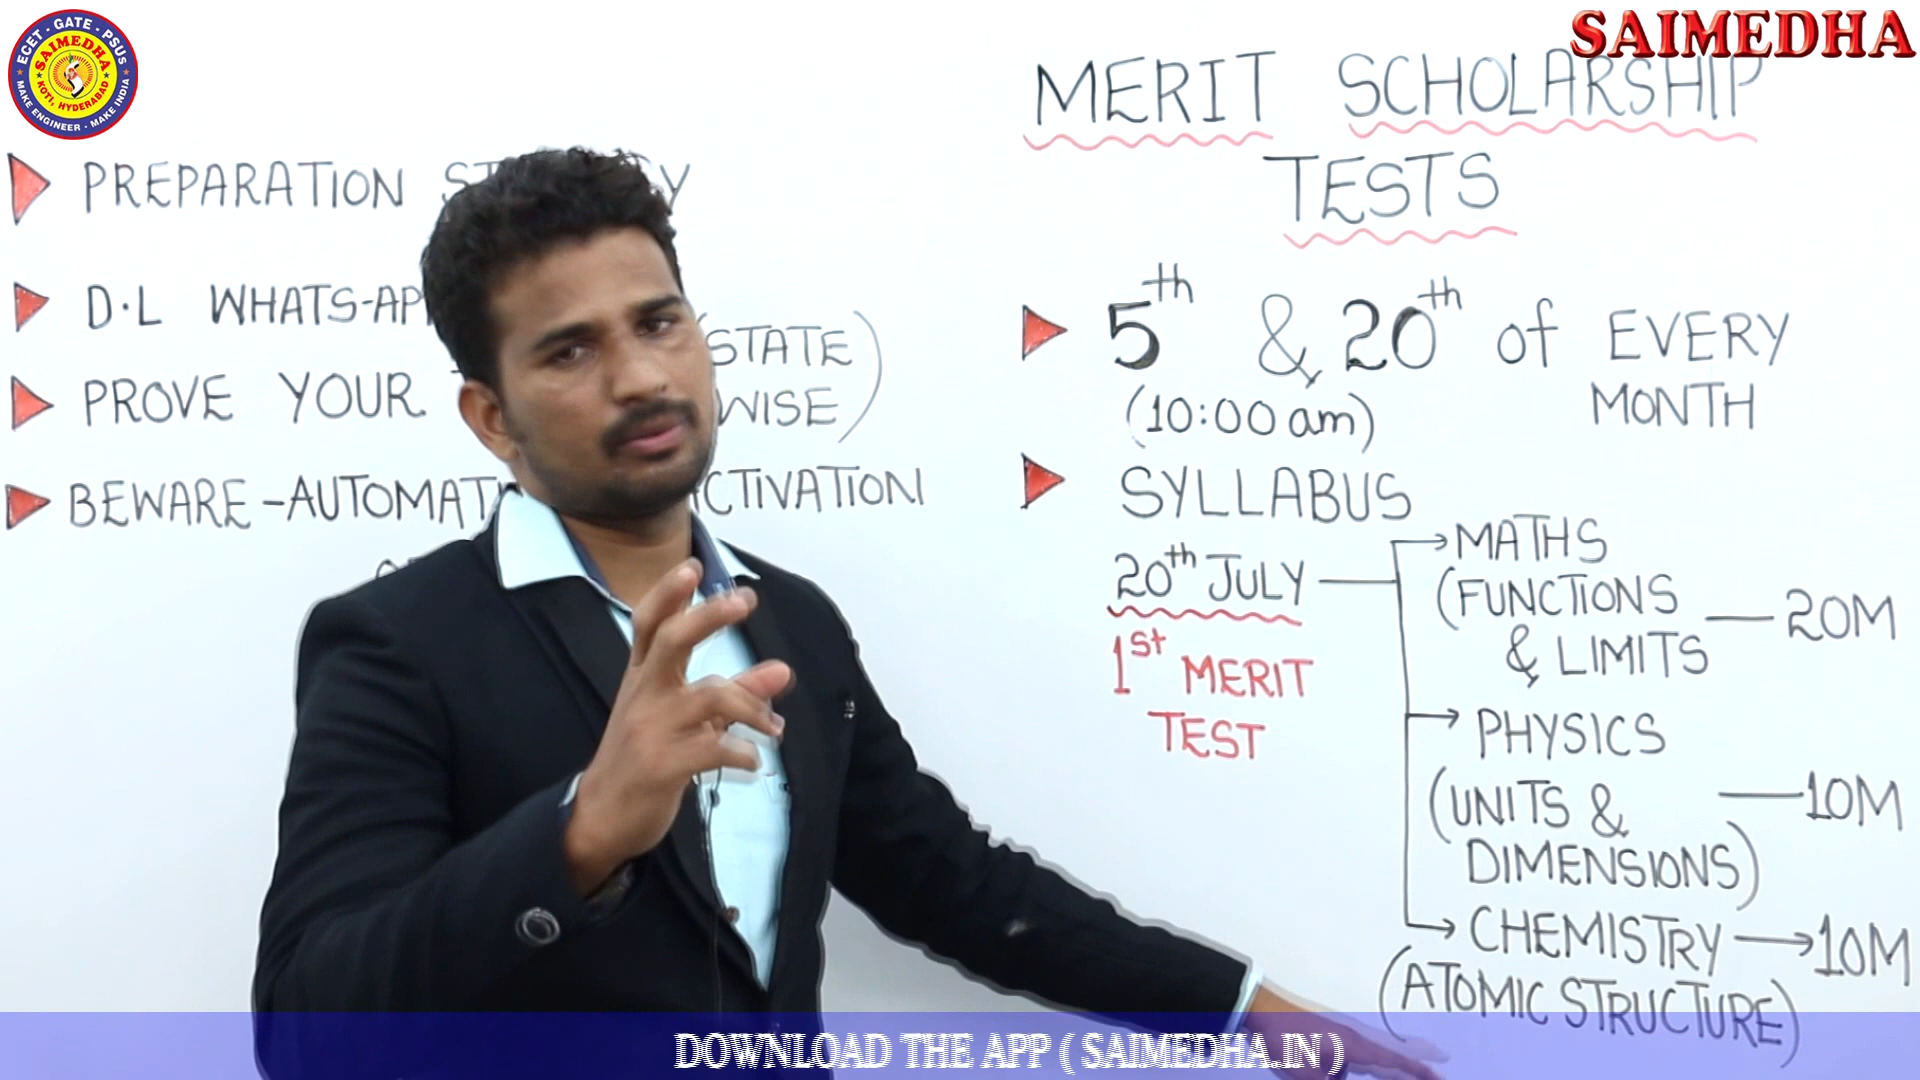 ECET - GATE - PSUS
SAIMEDHA
KOTI, HYDERABAD
MAKE ENGINEER - MAKE INDIA
SAIMEDHA
PREPARATION
D.L WHATS-AP
PROVE YOUR
(STATE
WISE)
BEWARE - AUTOMAT CTIVATION
MERIT SCHOLARSHIP
TESTS
5th & 20th of EVERY
MONTH
(10:00 am)
SYLLABUS
20th JULY
1st MERIT
TEST
MATHS
(FUNCTIONS
& LIMITS — 20M
PHYSICS
(UNITS & — 10M
DIMENSIONS)
CHEMISTRY → 10M
(ATOMIC STRUCTURE)
DOWNLOAD THE APP ( SAIMEDHA.IN )